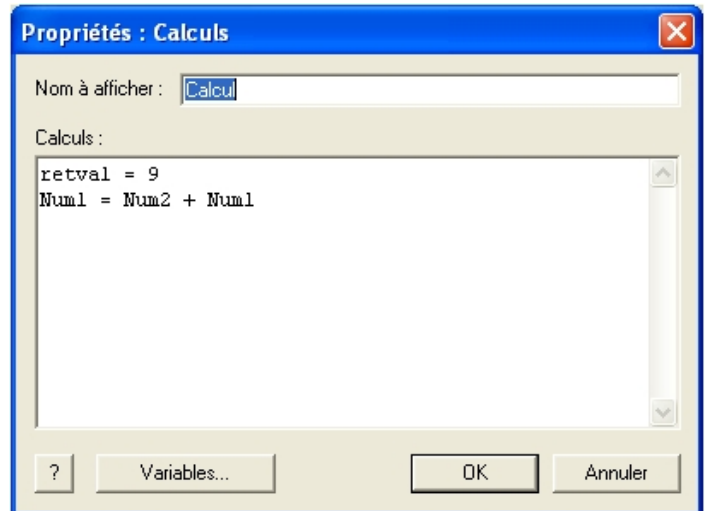 Propriétés : Calculs
Nom à afficher : Calcul
Calculs :
retval = 9
Num1 = Num2 + Num1
? Variables... OK Annuler